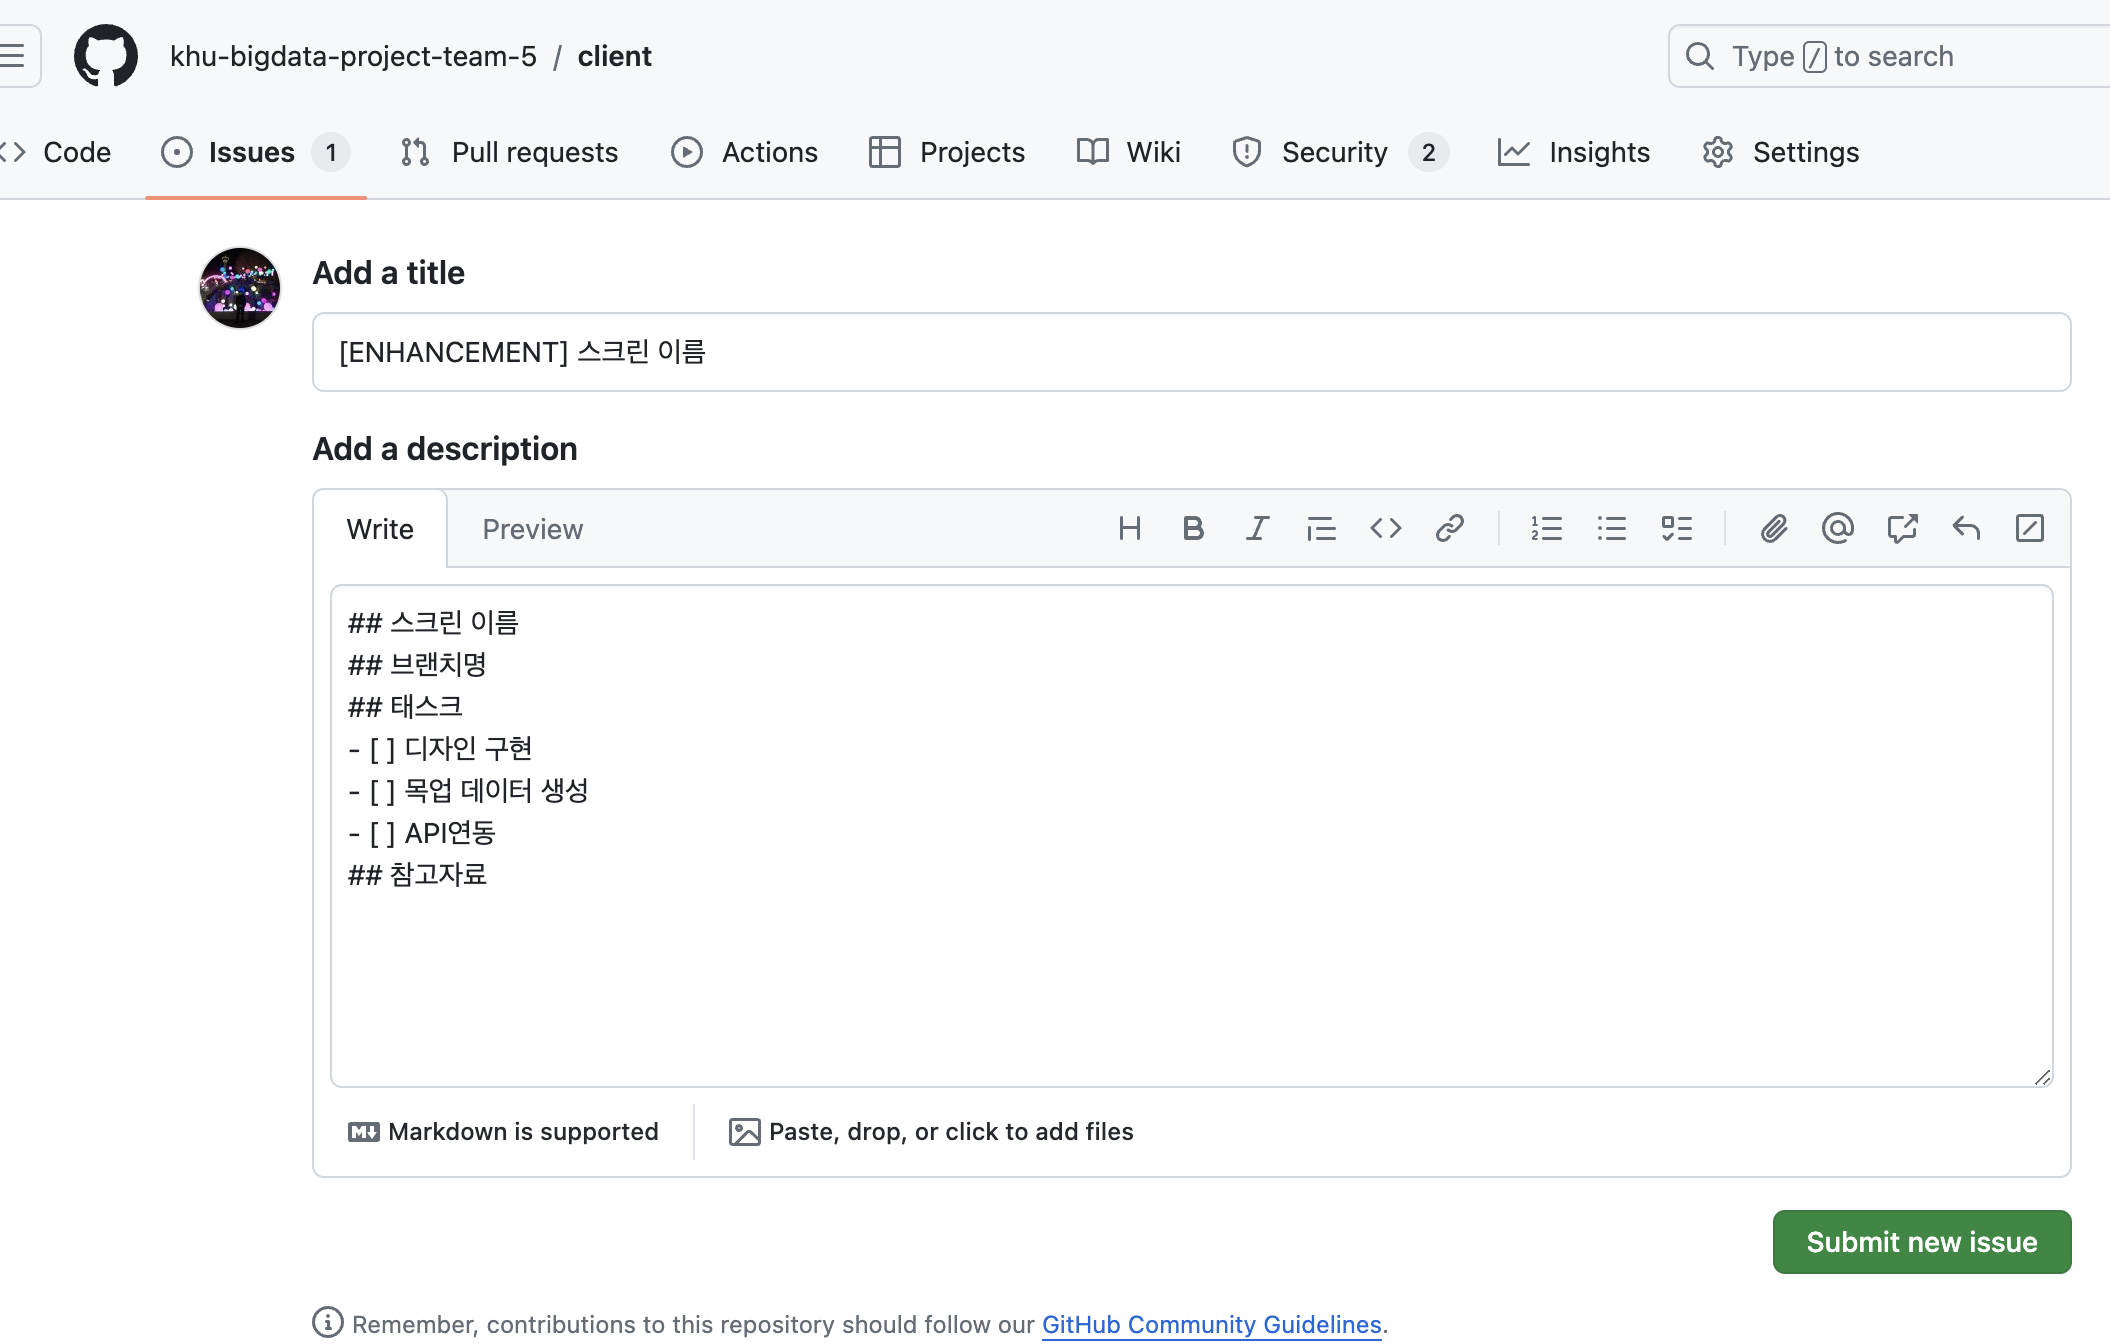 khu-bigdata-project-team-5 / client
Type / to search
Code Issues 1 Pull requests Actions Projects Wiki Security 2 Insights Settings
Add a title
[ENHANCEMENT] 스크린 이름
Add a description
Write Preview
## 스크린 이름
## 브랜치명
## 태스크
- [ ] 디자인 구현
- [ ] 목업 데이터 생성
- [ ] API연동
## 참고자료
Markdown is supported
Paste, drop, or click to add files
Submit new issue
Remember, contributions to this repository should follow our GitHub Community Guidelines.